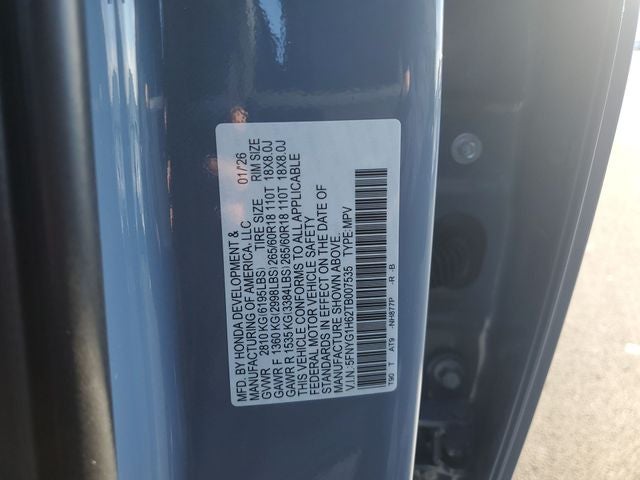 MFD.BY HONDA DEVELOPMENT &
MANUFACTURING OF AMERICA, LLC 01/'26
GVWR 2810 KG(6195LBS) TIRE SIZE RIM SIZE
GAWR F 1360 KG(2998LBS)265/60R18 110T 18X8.0J
GAWR R 1535 KG(3384LBS)265/60R18 110T 18X8.0J
THIS VEHICLE CONFORMS TO ALL APPLICABLE
FEDERAL MOTOR VEHICLE SAFETY
STANDARDS IN EFFECT ON THE DATE OF
MANUFACTURE SHOWN ABOVE.
V.I.N.:5FNYG1H62TB007535 TYPE:MPV
T90 T AT9 -NH877P -R -B